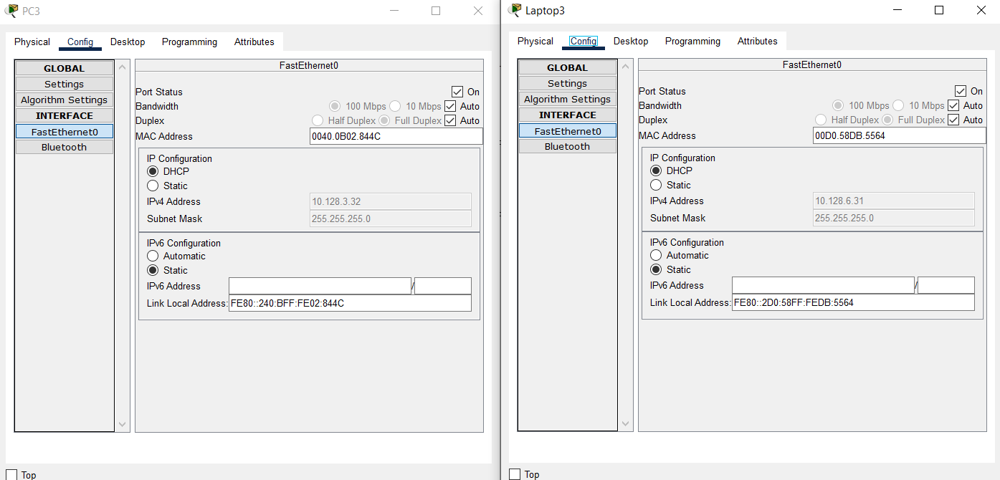 PC3
Physical Config Desktop Programming Attributes
GLOBAL
Settings
Algorithm Settings
INTERFACE
FastEthernet0
Bluetooth
FastEthernet0
Port Status On
Bandwidth 100 Mbps 10 Mbps Auto
Duplex Half Duplex Full Duplex Auto
MAC Address 0040.0B02.844C
IP Configuration
DHCP
Static
IPv4 Address 10.128.3.32
Subnet Mask 255.255.255.0
IPv6 Configuration
Automatic
Static
IPv6 Address /
Link Local Address: FE80::240:BFF:FE02:844C
Top
Laptop3
Physical Config Desktop Programming Attributes
GLOBAL
Settings
Algorithm Settings
INTERFACE
FastEthernet0
Bluetooth
FastEthernet0
Port Status On
Bandwidth 100 Mbps 10 Mbps Auto
Duplex Half Duplex Full Duplex Auto
MAC Address 00D0.58DB.5564
IP Configuration
DHCP
Static
IPv4 Address 10.128.6.31
Subnet Mask 255.255.255.0
IPv6 Configuration
Automatic
Static
IPv6 Address /
Link Local Address: FE80::2D0:58FF:FEDB:5564
Top